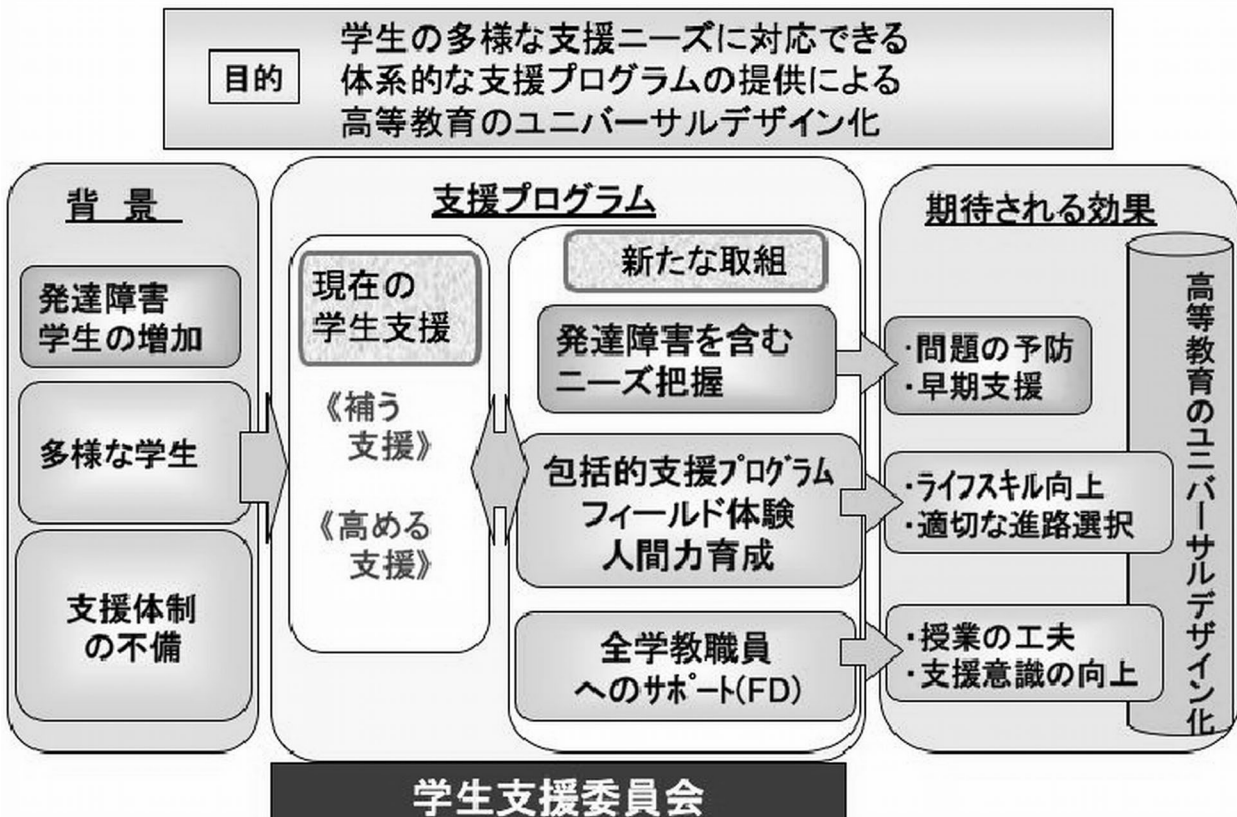 目的
学生の多様な支援ニーズに対応できる
体系的な支援プログラムの提供による
高等教育のユニバーサルデザイン化
背 景
発達障害
学生の増加
多様な学生
支援体制
の不備
支援プログラム
現在の
学生支援
《補う
支援》
《高める
支援》
新たな取組
発達障害を含む
ニーズ把握
包括的支援プログラム
フィールド体験
人間力育成
全学教職員
へのサポート(FD)
期待される効果
・問題の予防
・早期支援
・ライフスキル向上
・適切な進路選択
・授業の工夫
・支援意識の向上
高等教育のユニバーサルデザイン化
学生支援委員会